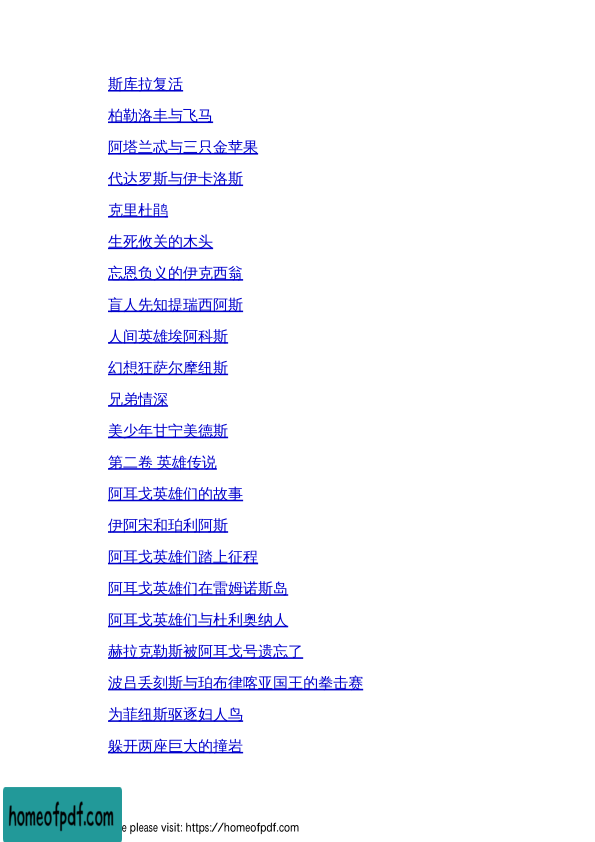 斯库拉复活
柏勒洛丰与飞马
阿塔兰忒与三只金苹果
代达罗斯与伊卡洛斯
克里杜鹃
生死攸关的木头
忘恩负义的伊克西翁
盲人先知提瑞西阿斯
人间英雄埃阿科斯
幻想狂萨尔摩纽斯
兄弟情深
美少年甘宁美德斯
第二卷 英雄传说
阿耳戈英雄们的故事
伊阿宋和珀利阿斯
阿耳戈英雄们踏上征程
阿耳戈英雄们在雷姆诺斯岛
阿耳戈英雄们与杜利奥纳人
赫拉克勒斯被阿耳戈号遗忘了
波吕丢刻斯与珀布律喀亚国王的拳击赛
为菲纽斯驱逐妇人鸟
躲开两座巨大的撞岩
homeofpdf.com
e please visit: https://homeofpdf.com